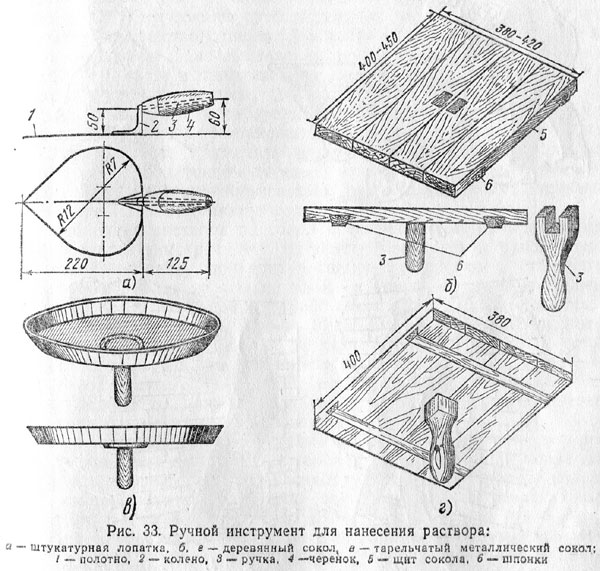 380-420
400-450
1
50
2
3
4
60
R7
R12
220
125
а)
5
6
3
6
б)
3
в)
400
380
г)
Рис. 33. Ручной инструмент для нанесения раствора:
а — штукатурная лопатка, б, г — деревянный сокол, в — тарельчатый металлический сокол;
1 — полотно, 2 — колено, 3 — ручка, 4 — черенок, 5 — щит сокола, 6 — шпонки